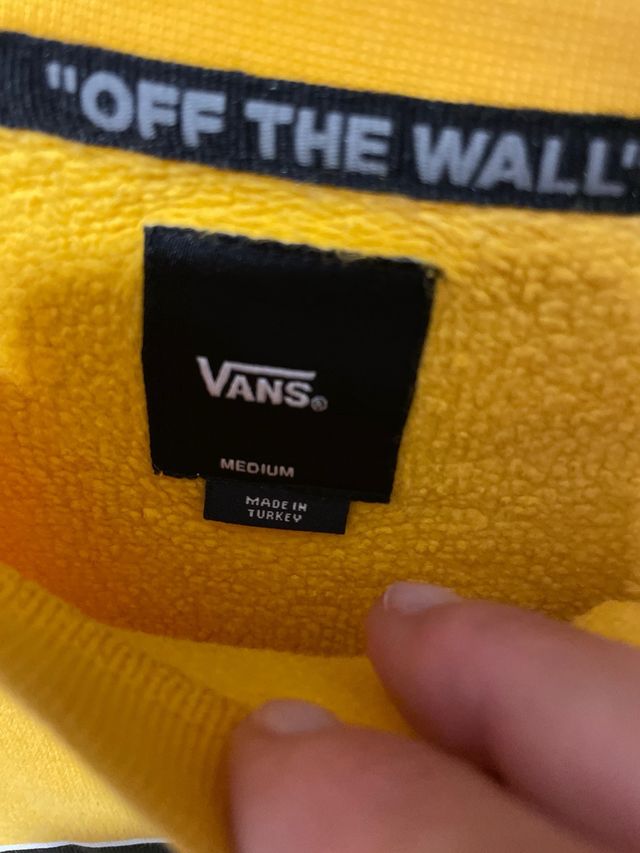 "OFF THE WALL"
VANS®
MEDIUM
MADE IN
TURKEY